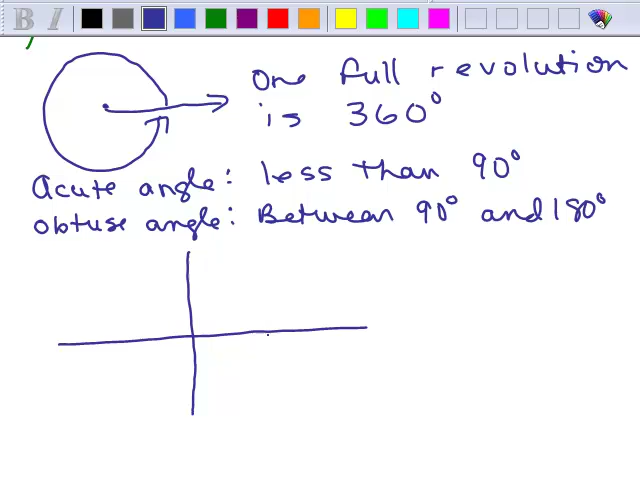 B I
One full revolution
is 360°
Acute angle: less than 90°
obtuse angle: Between 90° and 180°